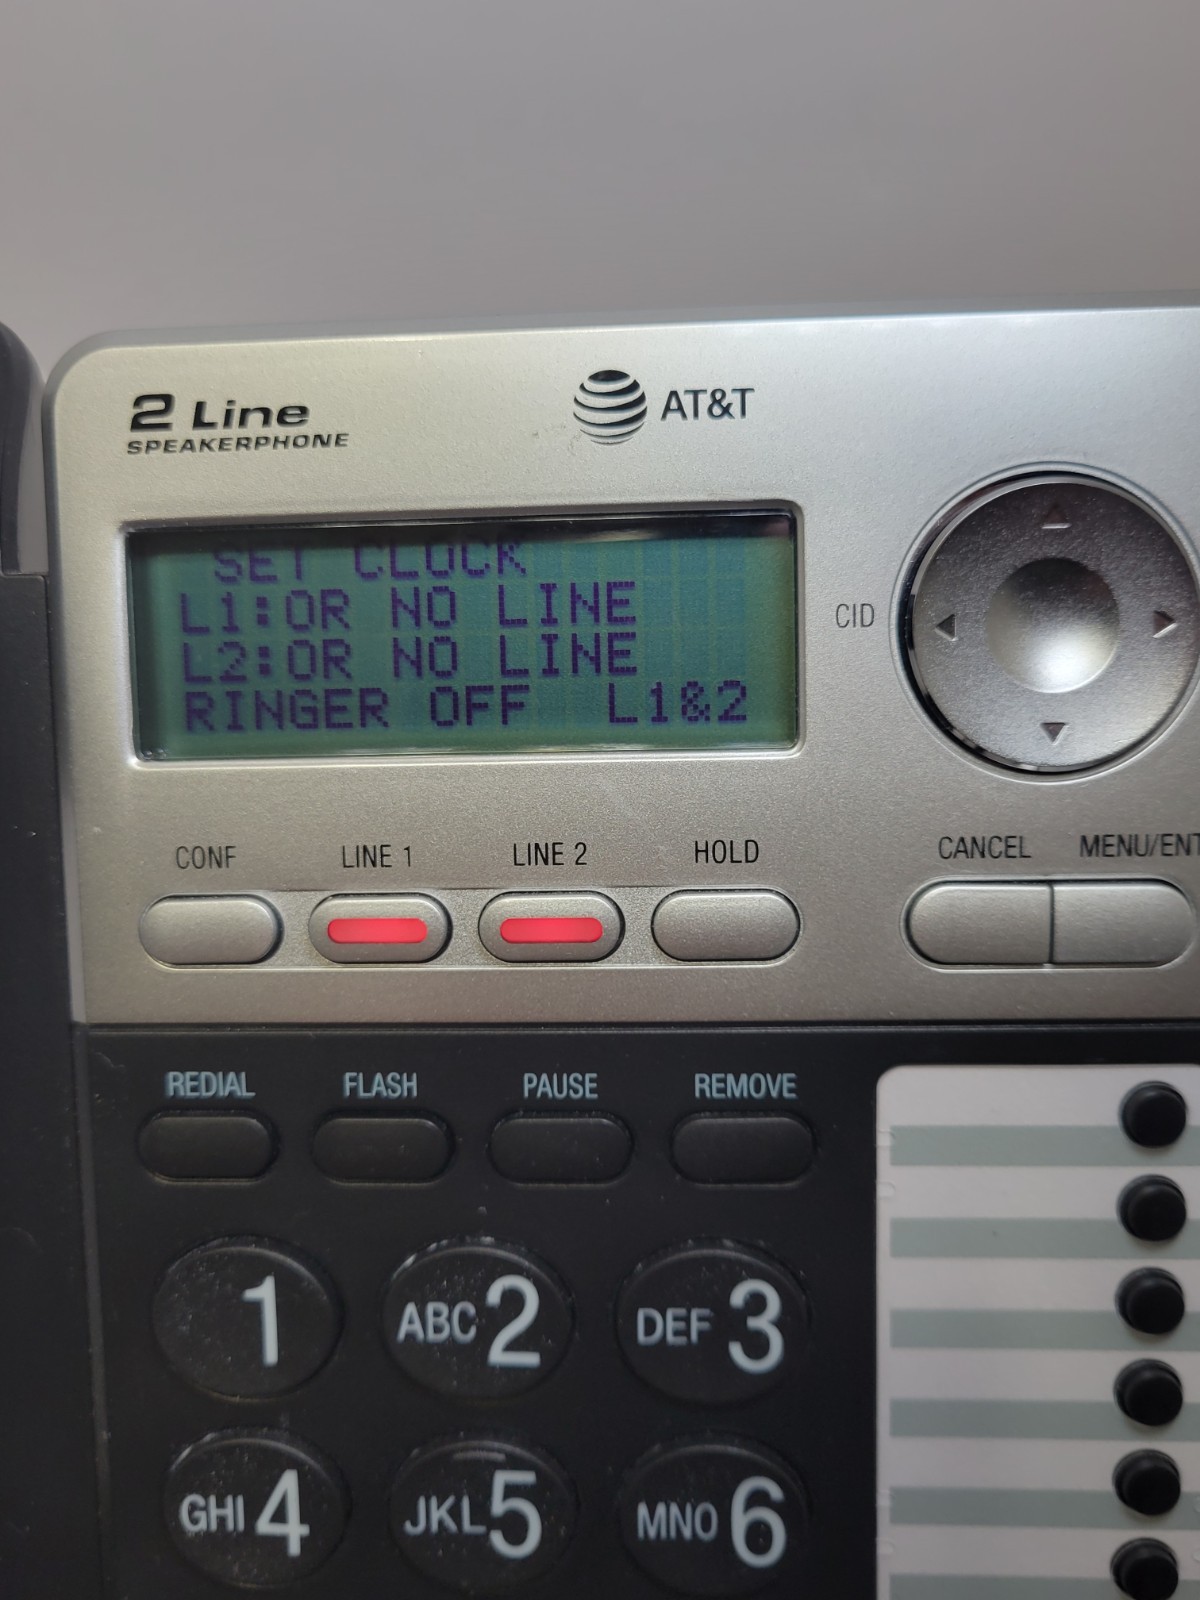 2 Line
SPEAKERPHONE
AT&T
SET CLOCK
L1:OR NO LINE
L2:OR NO LINE
RINGER OFF L1&2
CID
CONF
LINE 1
LINE 2
HOLD
CANCEL
MENU/ENT
REDIAL
FLASH
PAUSE
REMOVE
1
ABC 2
DEF 3
GHI 4
JKL 5
MNO 6